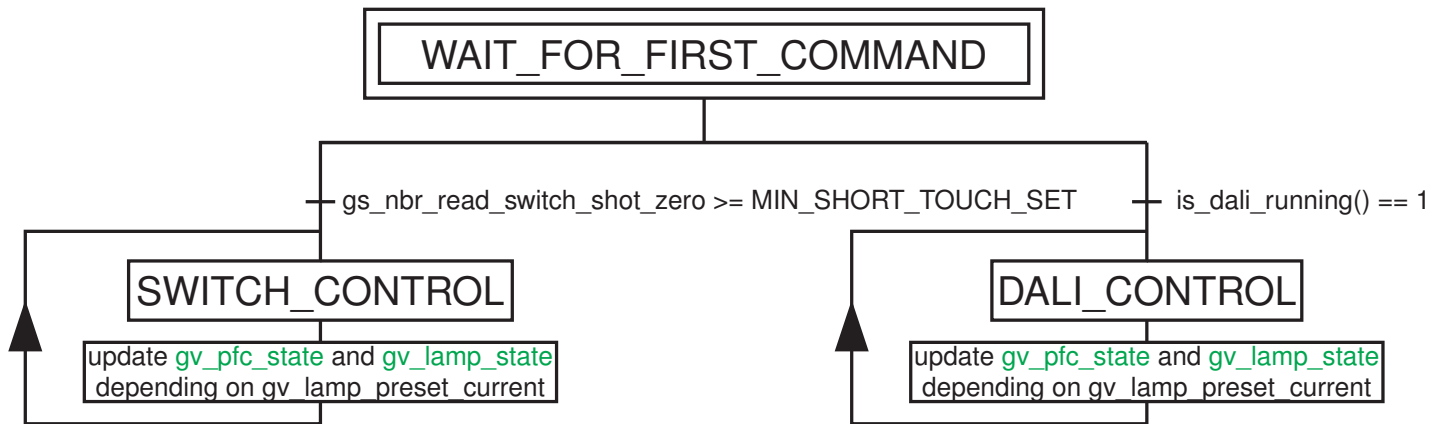 WAIT_FOR_FIRST_COMMAND
gs_nbr_read_switch_shot_zero >= MIN_SHORT_TOUCH_SET
is_dali_running() == 1
SWITCH_CONTROL
DALI_CONTROL
update gv_pfc_state and gv_lamp_state
depending on gv_lamp_preset_current
update gv_pfc_state and gv_lamp_state
depending on gv_lamp_preset_current